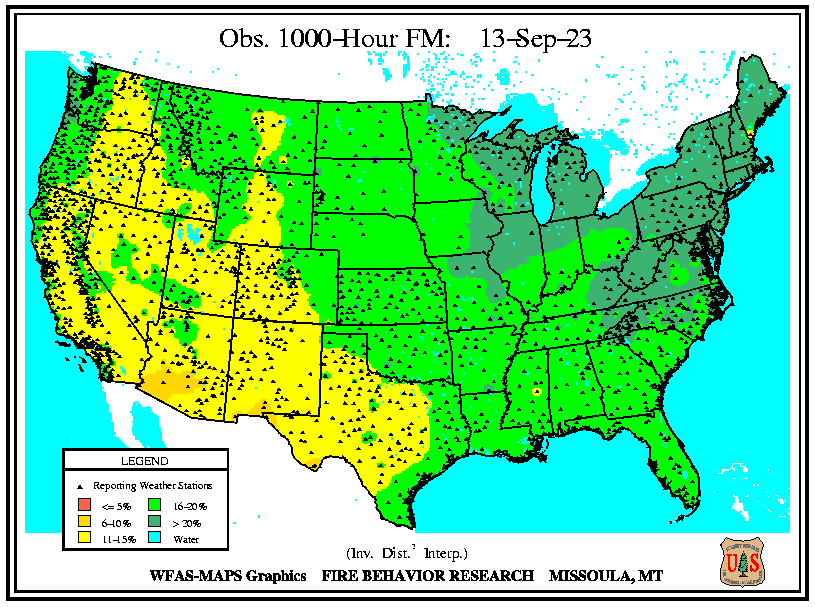 Obs. 1000-Hour FM: 13-Sep-23
LEGEND
Reporting Weather Stations
<= 5% 16-20%
6-10% > 20%
11-15% Water
(Inv. Dist.² Interp.)
WFAS-MAPS Graphics FIRE BEHAVIOR RESEARCH MISSOULA, MT
U S